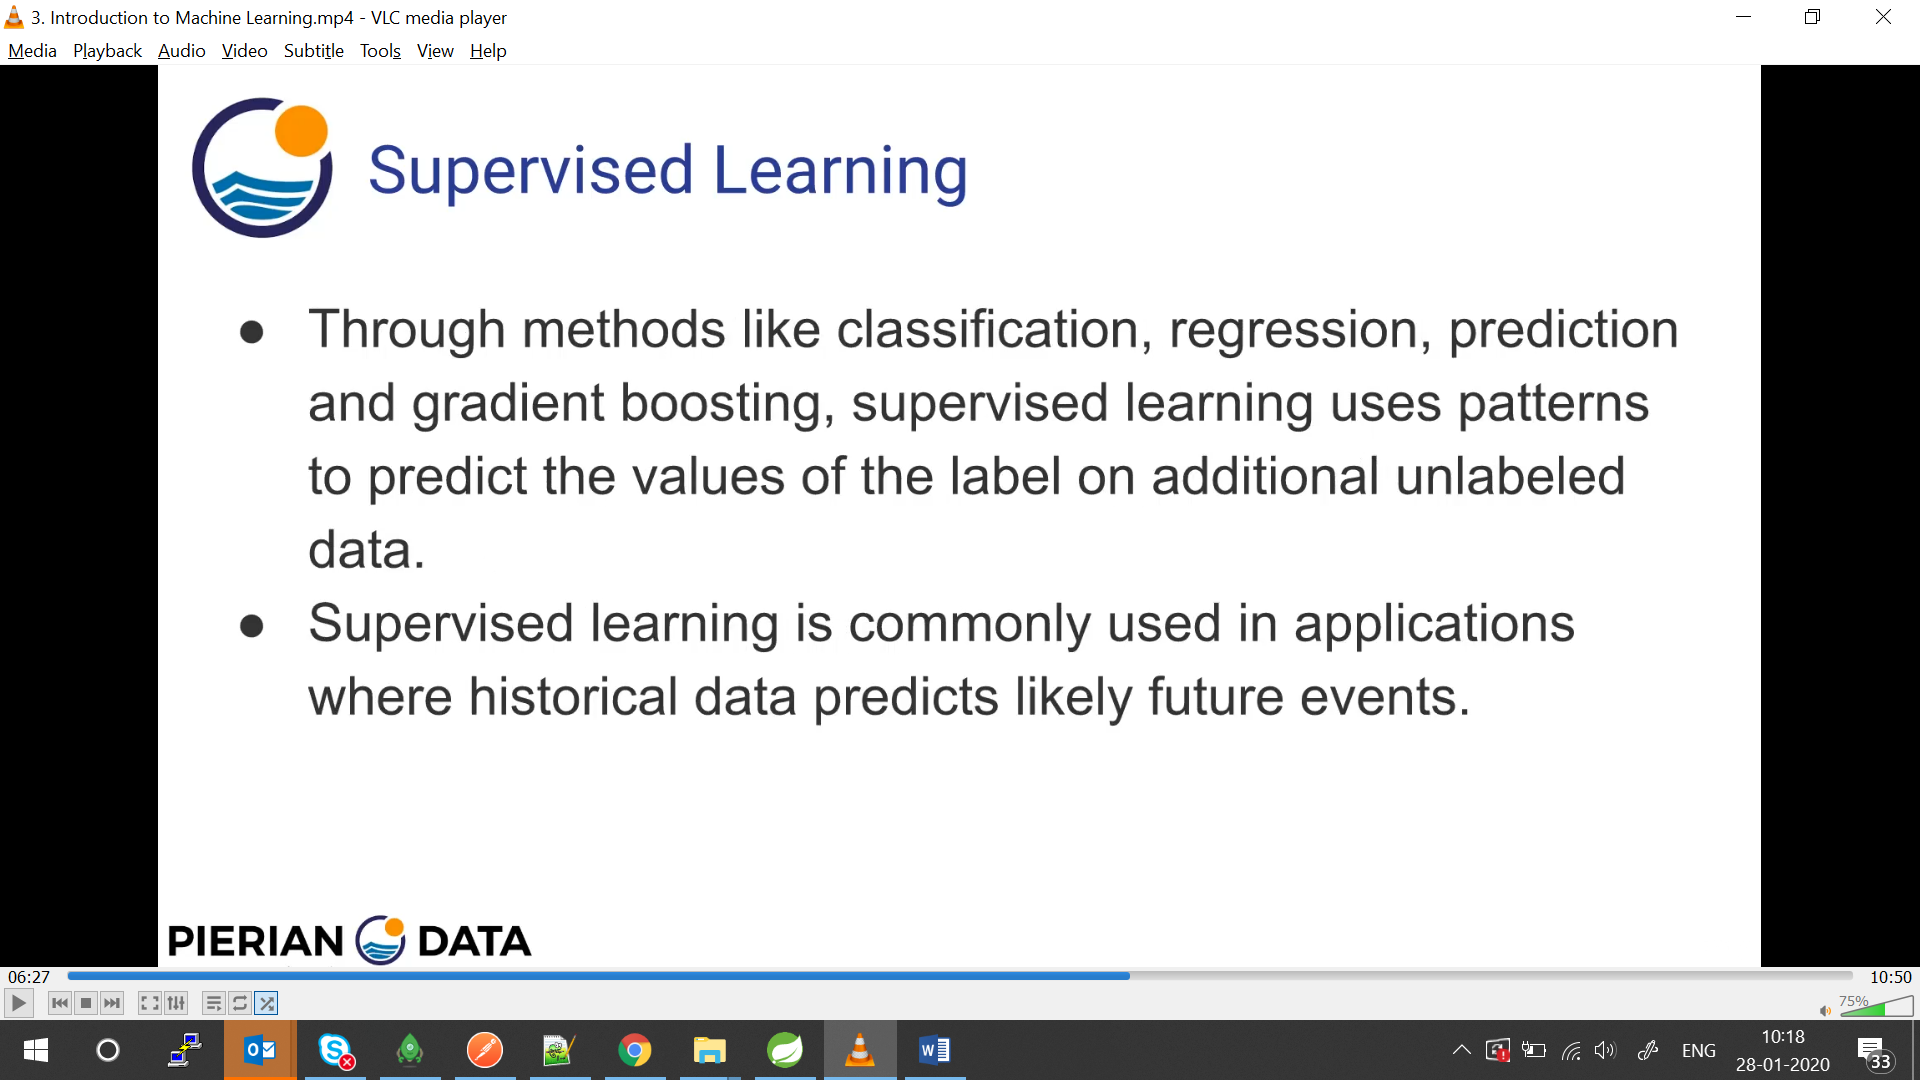 3. Introduction to Machine Learning.mp4 - VLC media player
Media Playback Audio Video Subtitle Tools View Help
Supervised Learning
● Through methods like classification, regression, prediction
and gradient boosting, supervised learning uses patterns
to predict the values of the label on additional unlabeled
data.
● Supervised learning is commonly used in applications
where historical data predicts likely future events.
PIERIAN DATA
06:27 10:50
75%
ENG
10:18
28-01-2020
33